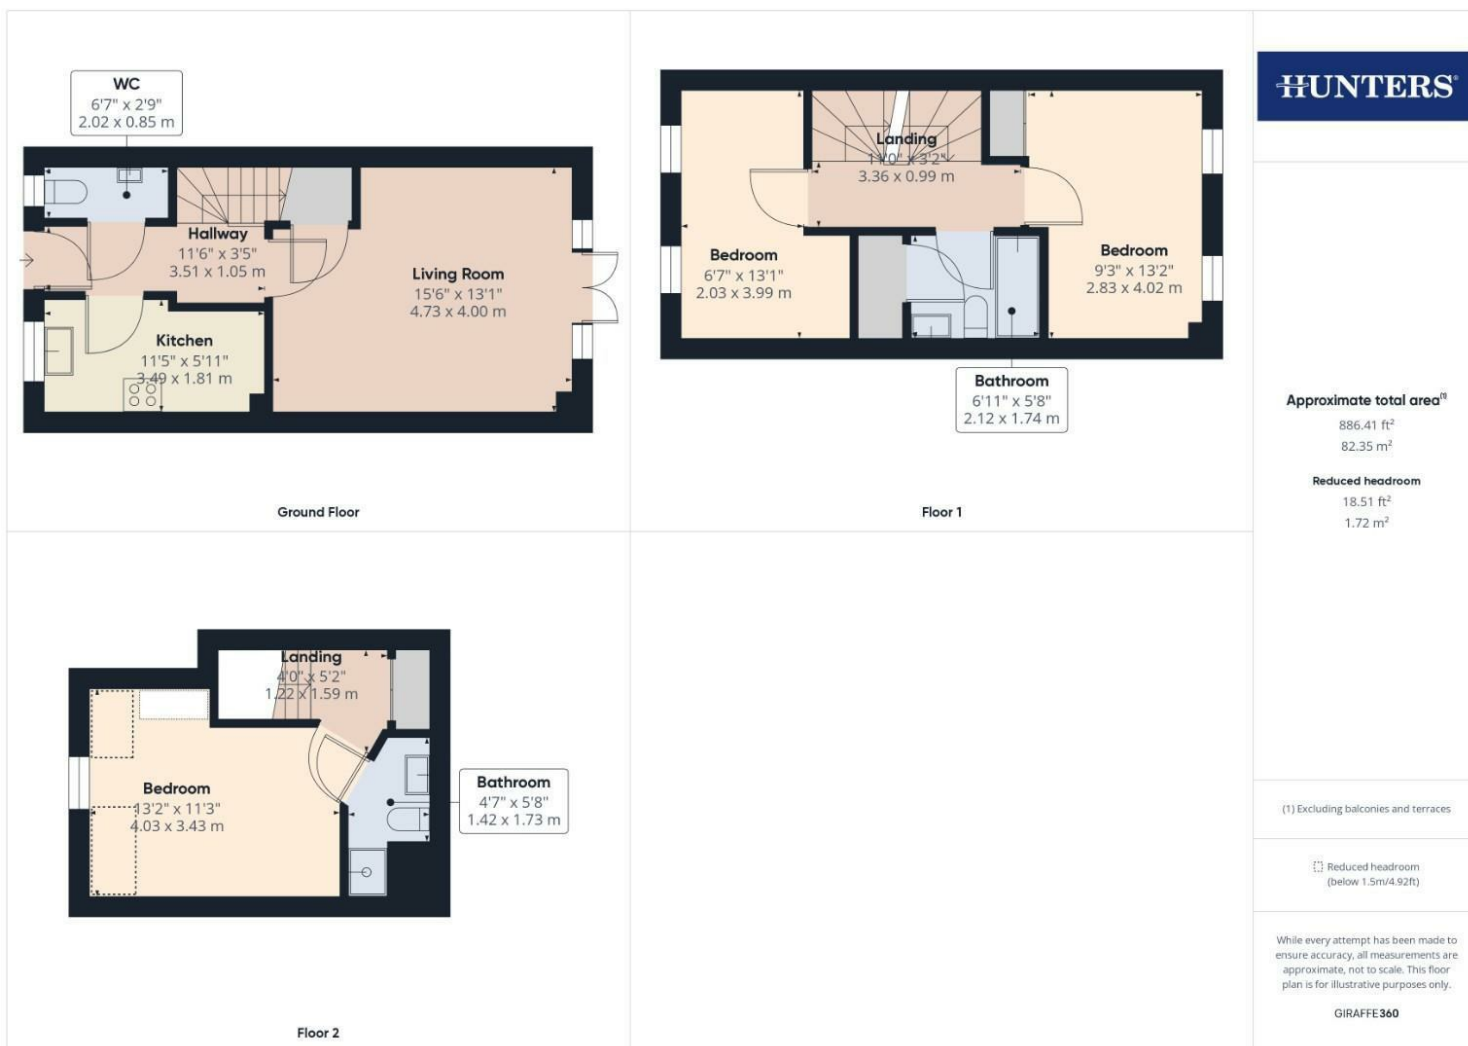 WC
6'7" x 2'9"
2.02 x 0.85 m
Hallway
11'6" x 3'5"
3.51 x 1.05 m
Living Room
15'6" x 13'1"
4.73 x 4.00 m
Kitchen
11'5" x 5'11"
3.49 x 1.81 m
Ground Floor
Landing
11'0" x 3'2"
3.36 x 0.99 m
Bedroom
6'7" x 13'1"
2.03 x 3.99 m
Bedroom
9'3" x 13'2"
2.83 x 4.02 m
Bathroom
6'11" x 5'8"
2.12 x 1.74 m
Floor 1
Landing
4'0" x 5'2"
1.22 x 1.59 m
Bedroom
13'2" x 11'3"
4.03 x 3.43 m
Bathroom
4'7" x 5'8"
1.42 x 1.73 m
Floor 2
HUNTERS®
Approximate total area(1)
886.41 ft²
82.35 m²
Reduced headroom
18.51 ft²
1.72 m²
(1) Excluding balconies and terraces
Reduced headroom
(below 1.5m/4.92ft)
While every attempt has been made to
ensure accuracy, all measurements are
approximate, not to scale. This floor
plan is for illustrative purposes only.
GIRAFFE360